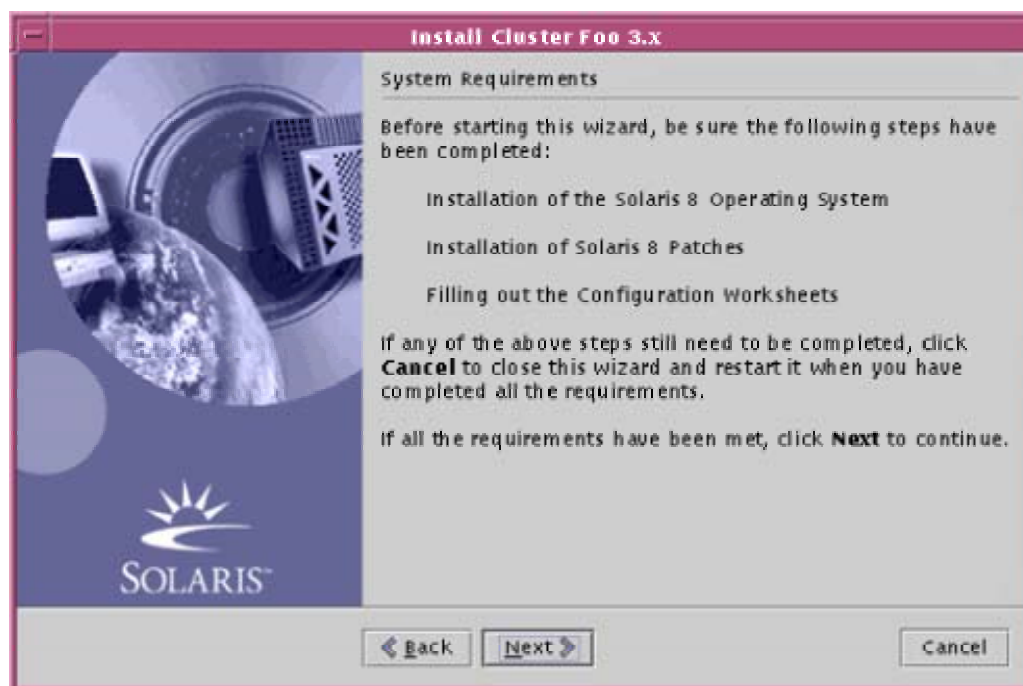 Install Cluster Foo 3.x
System Requirements
Before starting this wizard, be sure the following steps have
been completed:
Installation of the Solaris 8 Operating System
Installation of Solaris 8 Patches
Filling out the Configuration Worksheets
If any of the above steps still need to be completed, click
Cancel to close this wizard and restart it when you have
completed all the requirements.
If all the requirements have been met, click Next to continue.
SOLARIS™
Back Next Cancel